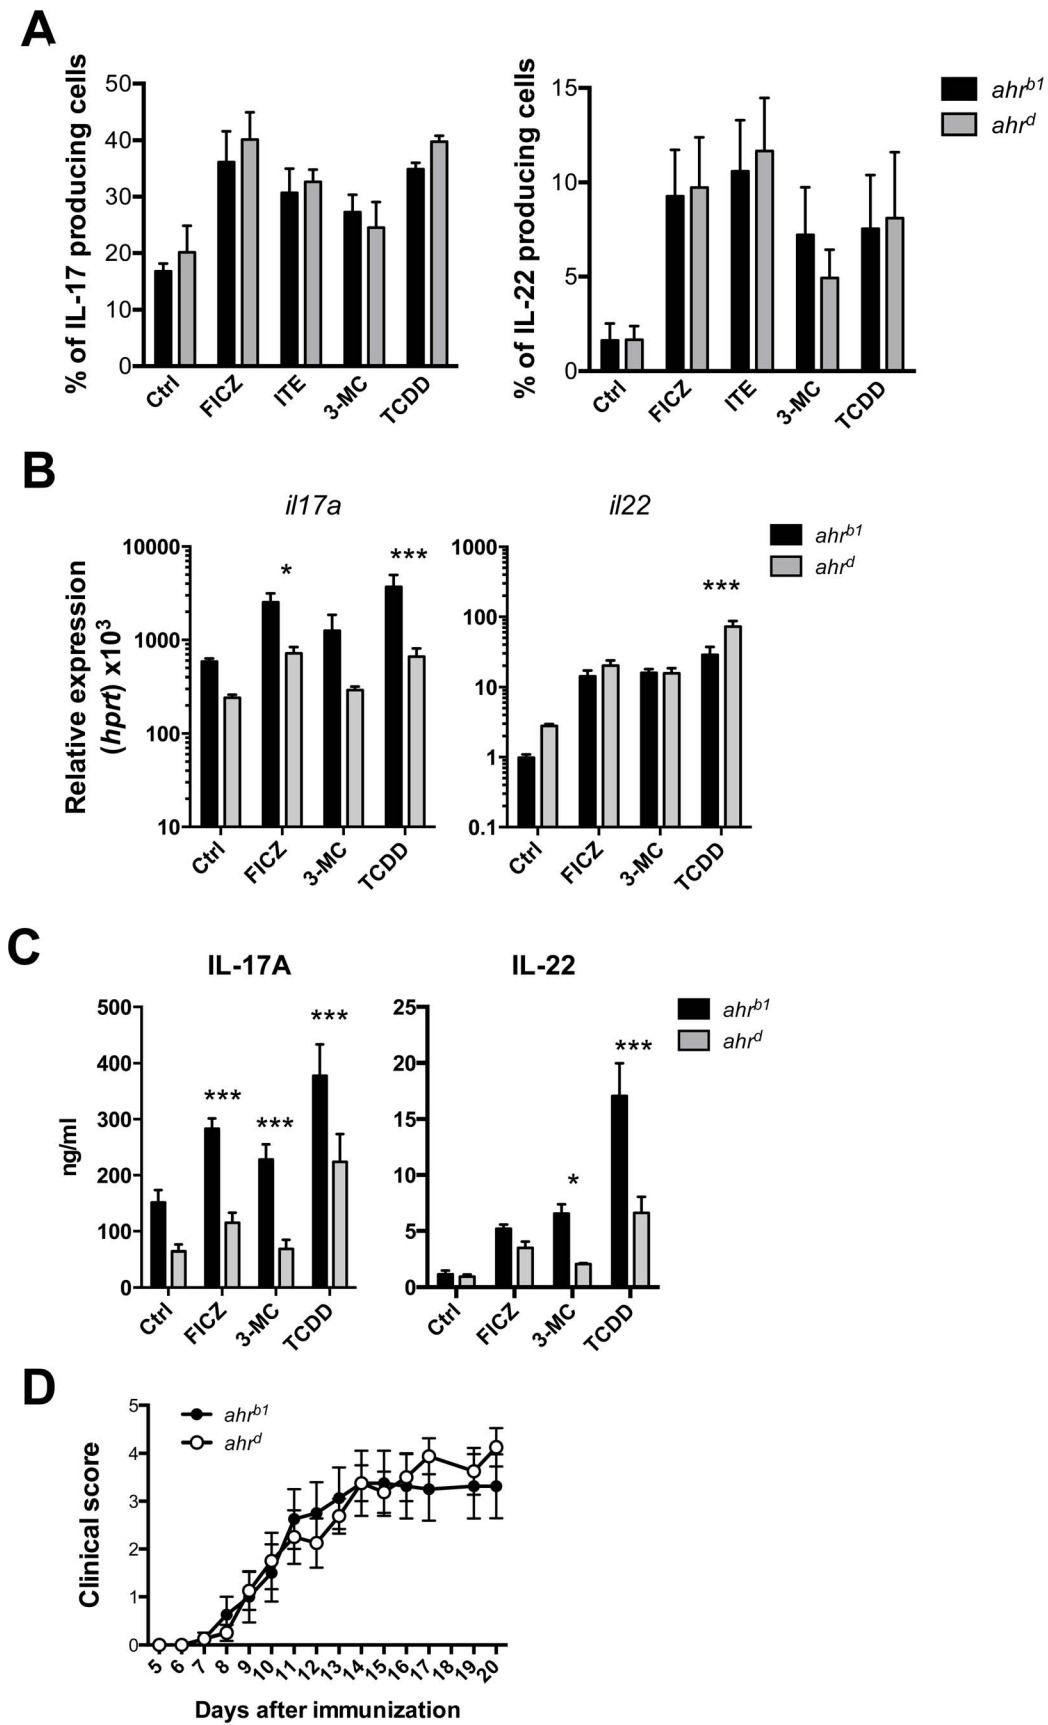 A
% of IL-17 producing cells
50
40
30
20
10
0
Ctrl
FICZ
ITE
3-MC
TCDD
% of IL-22 producing cells
15
10
5
0
Ctrl
FICZ
ITE
3-MC
TCDD
ahr^b1
ahr^d
B
Relative expression
(hprt) x10^3
il17a
10000
1000
100
10
*
***
Ctrl
FICZ
3-MC
TCDD
il22
1000
100
10
1
0.1
***
Ctrl
FICZ
3-MC
TCDD
ahr^b1
ahr^d
C
IL-17A
ng/ml
500
400
300
200
100
0
***
***
***
Ctrl
FICZ
3-MC
TCDD
IL-22
25
20
15
10
5
0
*
***
Ctrl
FICZ
3-MC
TCDD
ahr^b1
ahr^d
D
Clinical score
5
4
3
2
1
0
ahr^b1
ahr^d
5 6 7 8 9 10 11 12 13 14 15 16 17 18 19 20
Days after immunization